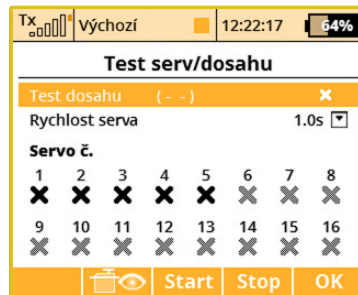 Tx Výchozí 12:22:17 64%
Test serv/dosahu
Test dosahu (- -)
Rychlost serva 1.0s
Servo č.
1 2 3 4 5 6 7 8
9 10 11 12 13 14 15 16
Start Stop OK